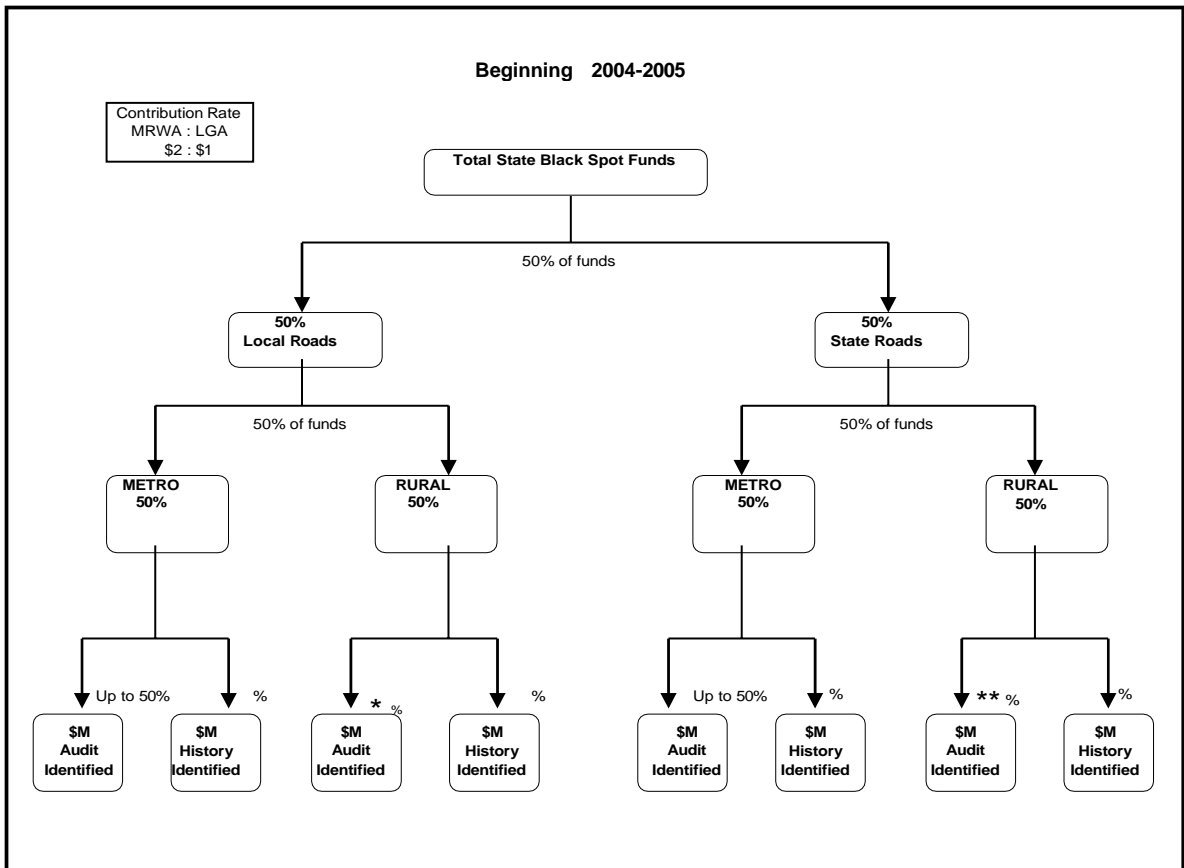 Beginning 2004-2005
Contribution Rate
MRWA : LGA
$2 : $1
Total State Black Spot Funds
50% of funds
50%
Local Roads
50%
State Roads
50% of funds
50% of funds
METRO
50%
RURAL
50%
METRO
50%
RURAL
50%
Up to 50%
%
* %
%
Up to 50%
%
** %
%
$M
Audit
Identified
$M
History
Identified
$M
Audit
Identified
$M
History
Identified
$M
Audit
Identified
$M
History
Identified
$M
Audit
Identified
$M
History
Identified